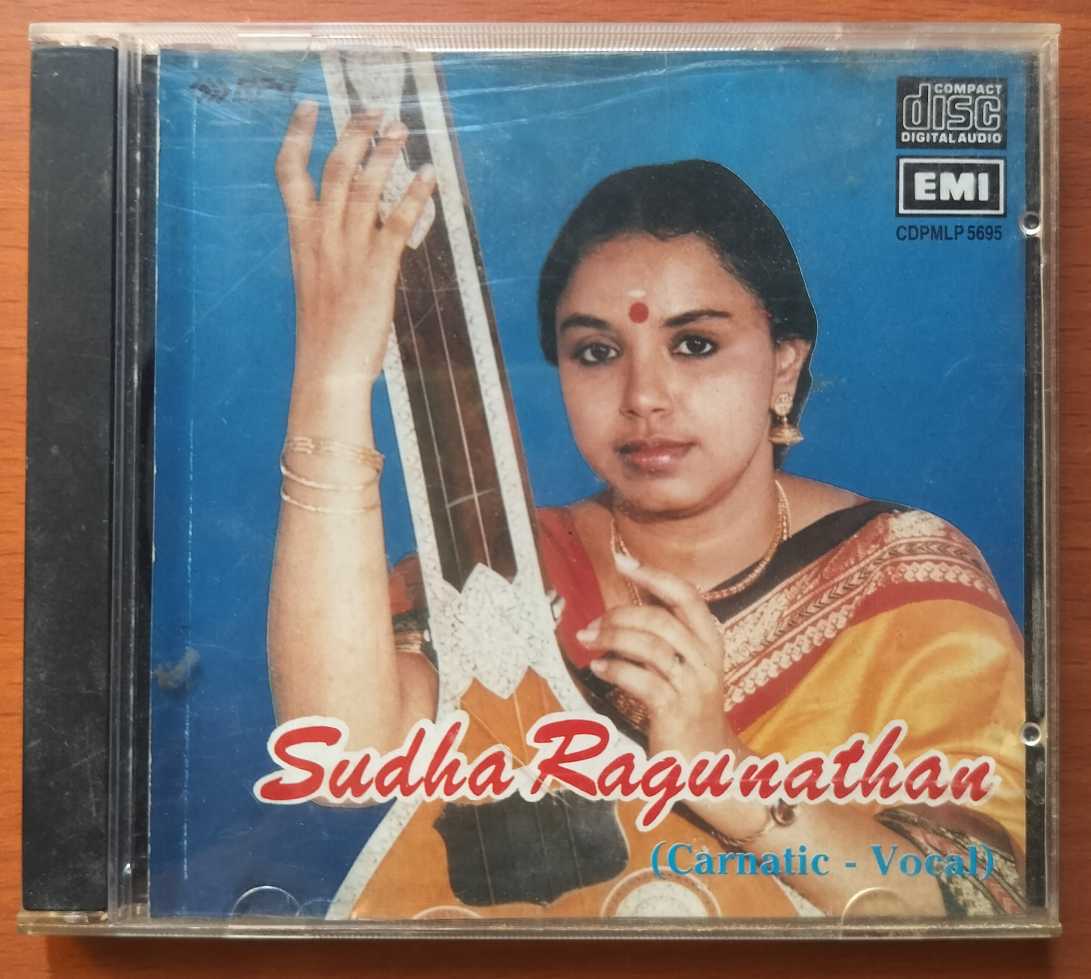 COMPACT
disc
DIGITAL AUDIO
EMI
CDPMLP 5695
Sudha Ragunathan
(Carnatic - Vocal)